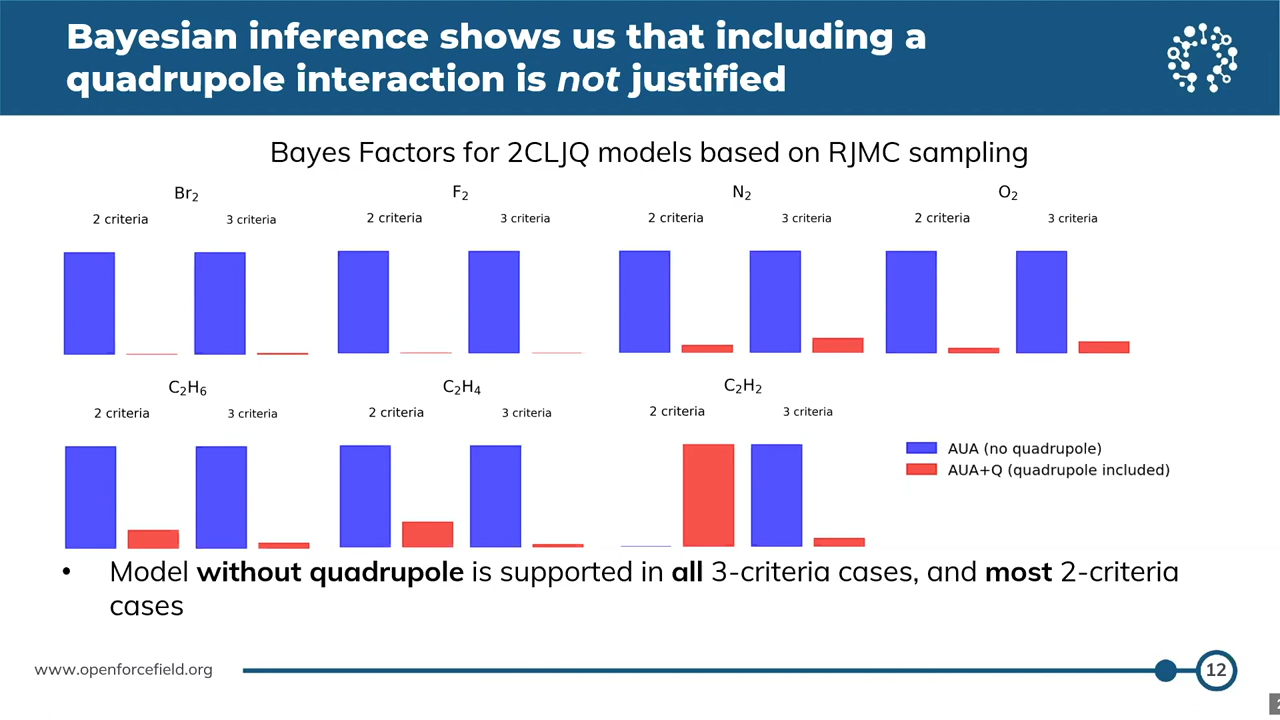 Bayesian inference shows us that including a
quadrupole interaction is not justified
Bayes Factors for 2CLJQ models based on RJMC sampling
Br₂
2 criteria 3 criteria
F₂
2 criteria 3 criteria
N₂
2 criteria 3 criteria
O₂
2 criteria 3 criteria
C₂H₆
2 criteria 3 criteria
C₂H₄
2 criteria 3 criteria
C₂H₂
2 criteria 3 criteria
AUA (no quadrupole)
AUA+Q (quadrupole included)
• Model without quadrupole is supported in all 3-criteria cases, and most 2-criteria
cases
www.openforcefield.org
12